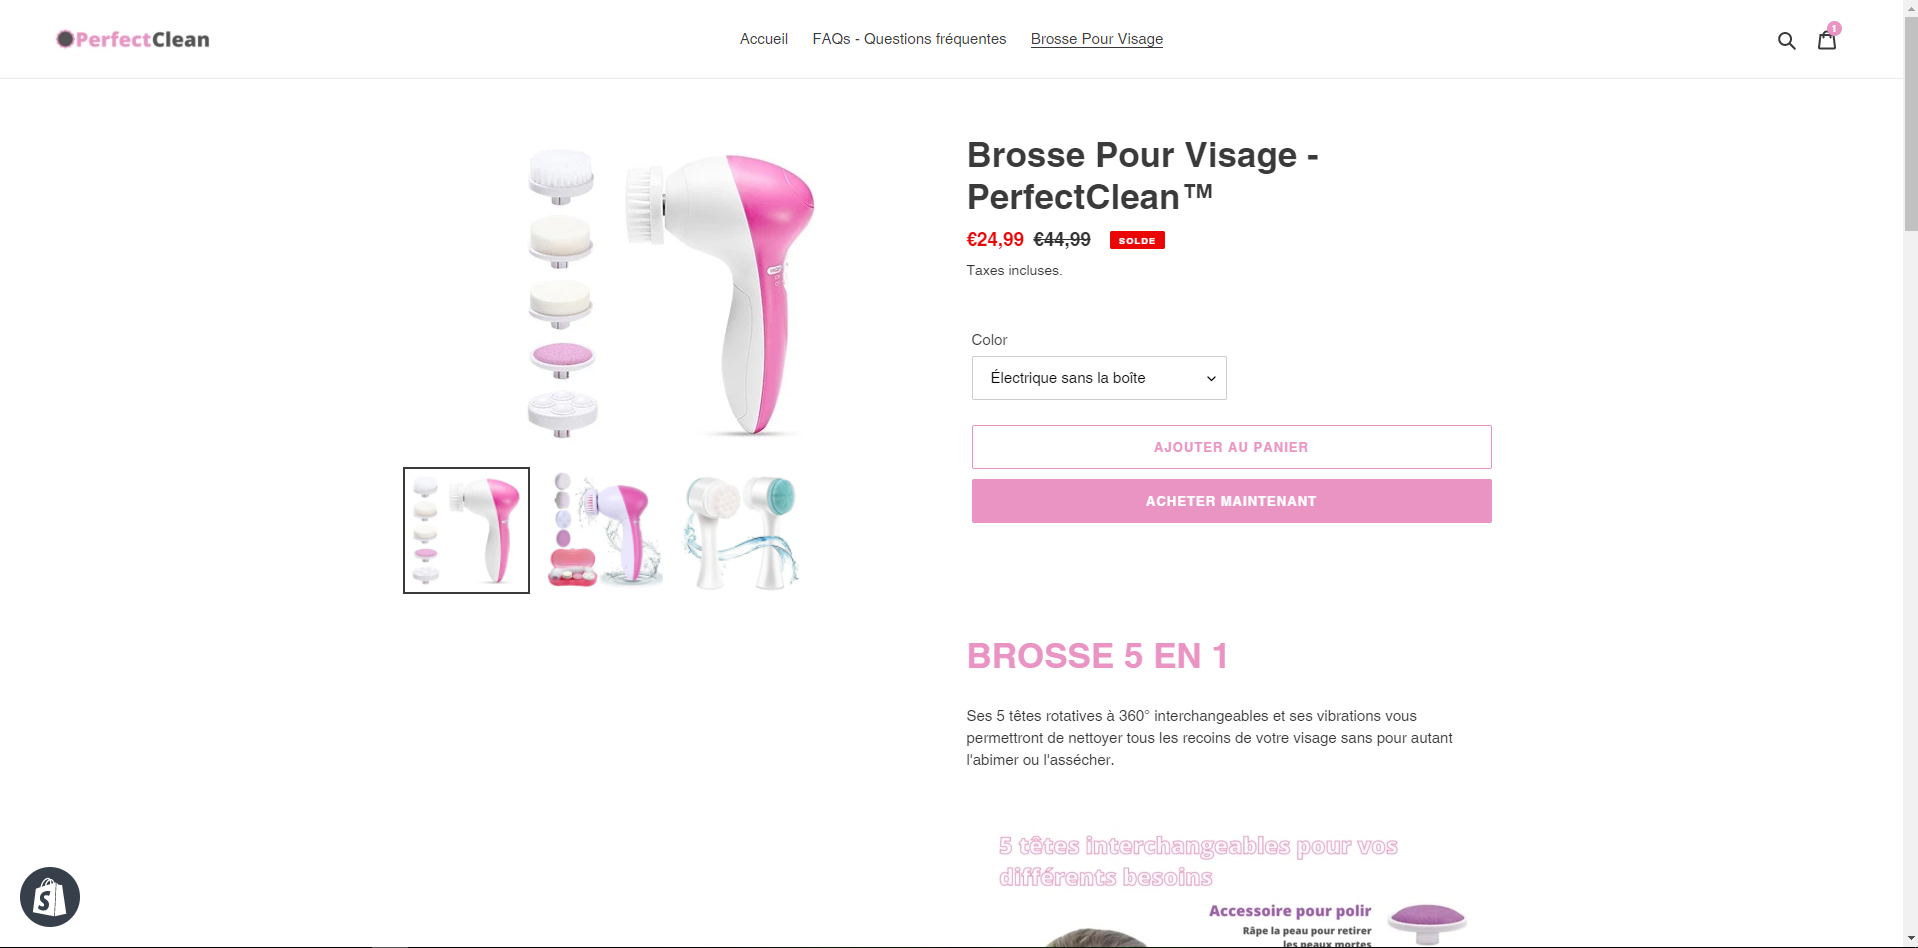 PerfectClean
Accueil
FAQs - Questions fréquentes
Brosse Pour Visage
1
Brosse Pour Visage -
PerfectClean™
€24,99 €44,99 SOLDE
Taxes incluses.
Color
Électrique sans la boîte
AJOUTER AU PANIER
ACHETER MAINTENANT
BROSSE 5 EN 1
Ses 5 têtes rotatives à 360° interchangeables et ses vibrations vous
permettront de nettoyer tous les recoins de votre visage sans pour autant
l'abimer ou l'assécher.
5 têtes interchangeables pour vos
différents besoins
Accessoire pour polir
Râpe la peau pour retirer
les peaux mortes